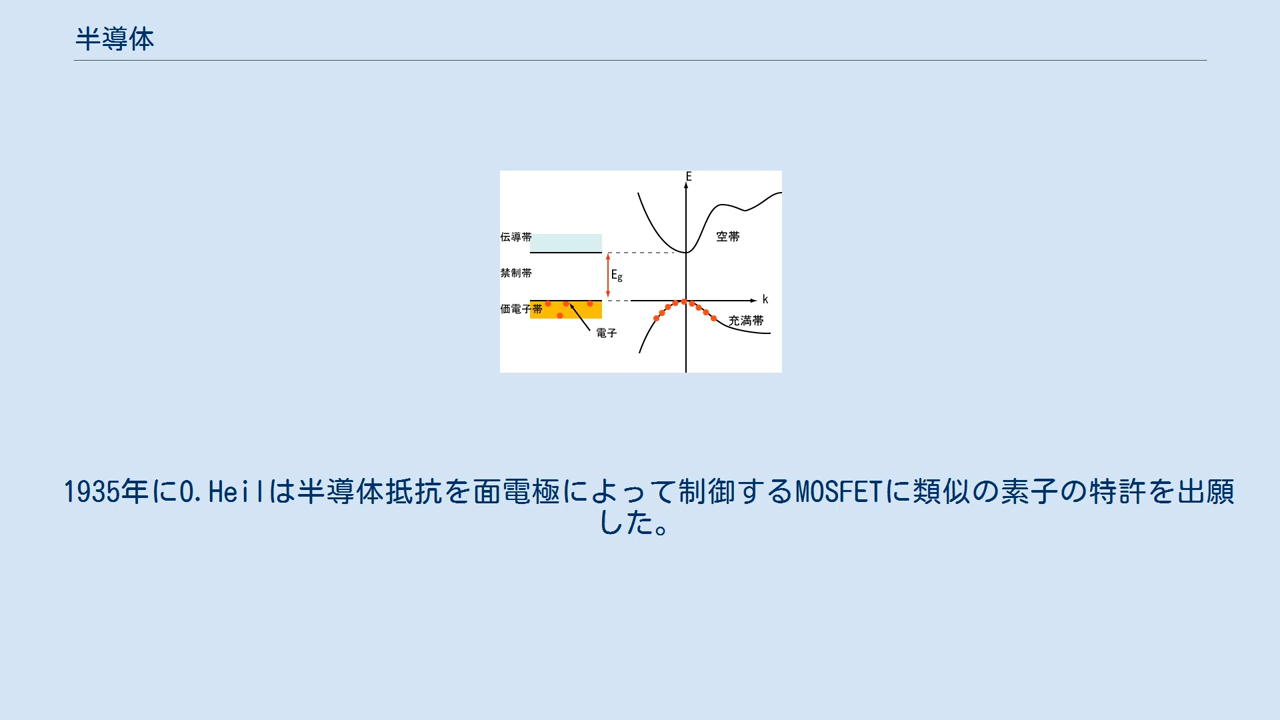 半導体
E
伝導帯
空帯
禁制帯
Eg
k
価電子帯
充満帯
電子
1935年にO.Heilは半導体抵抗を面電極によって制御するMOSFETに類似の素子の特許を出願
した。